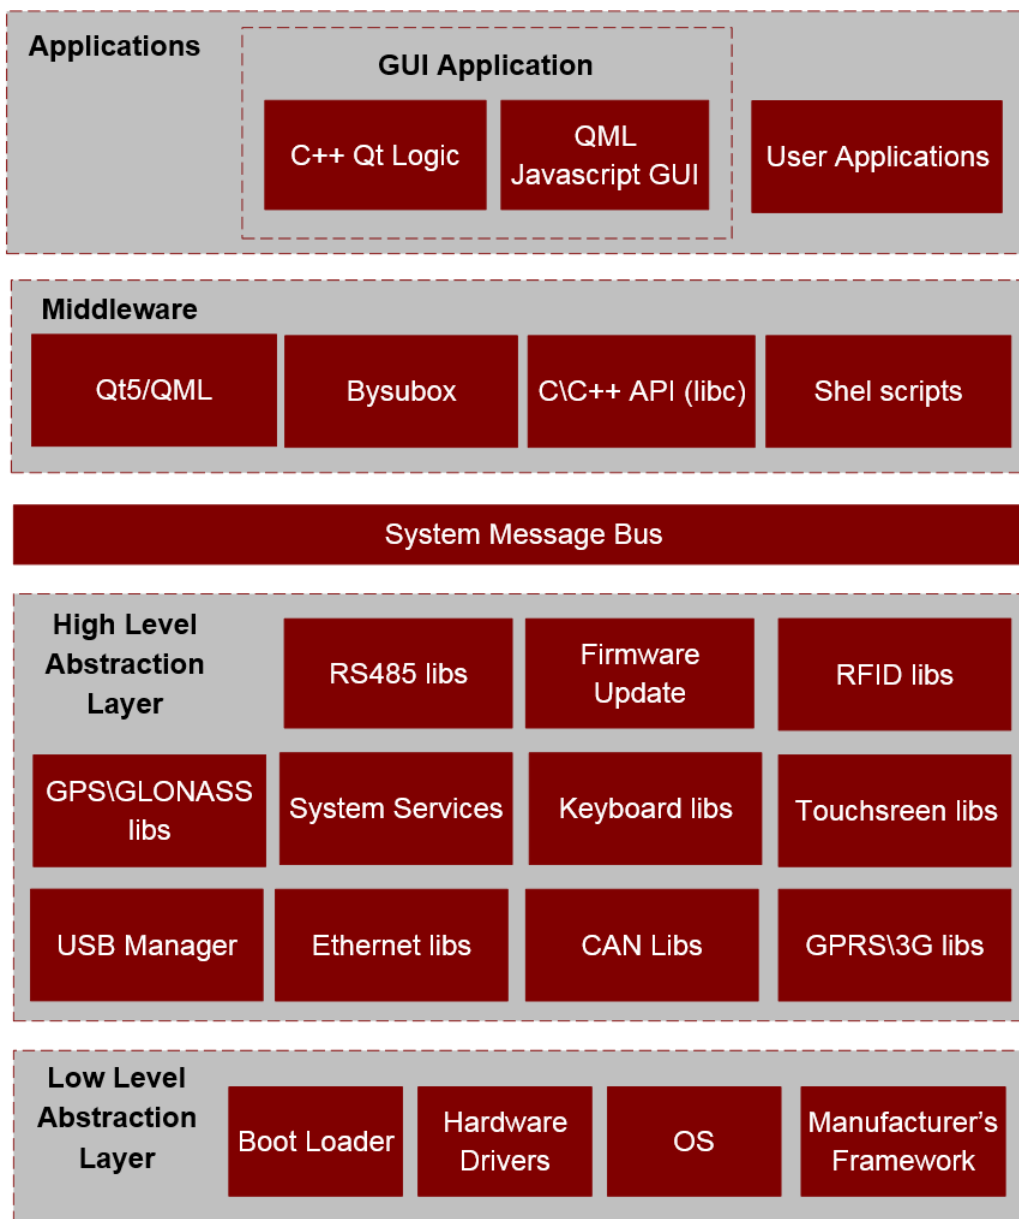 Applications
GUI Application
C++ Qt Logic
QML
Javascript GUI
User Applications
Middleware
Qt5/QML
Bysubox
C\C++ API (libc)
Shel scripts
System Message Bus
High Level
Abstraction
Layer
RS485 libs
Firmware
Update
RFID libs
GPS\GLONASS
libs
System Services
Keyboard libs
Touchsreen libs
USB Manager
Ethernet libs
CAN Libs
GPRS\3G libs
Low Level
Abstraction
Layer
Boot Loader
Hardware
Drivers
OS
Manufacturer's
Framework